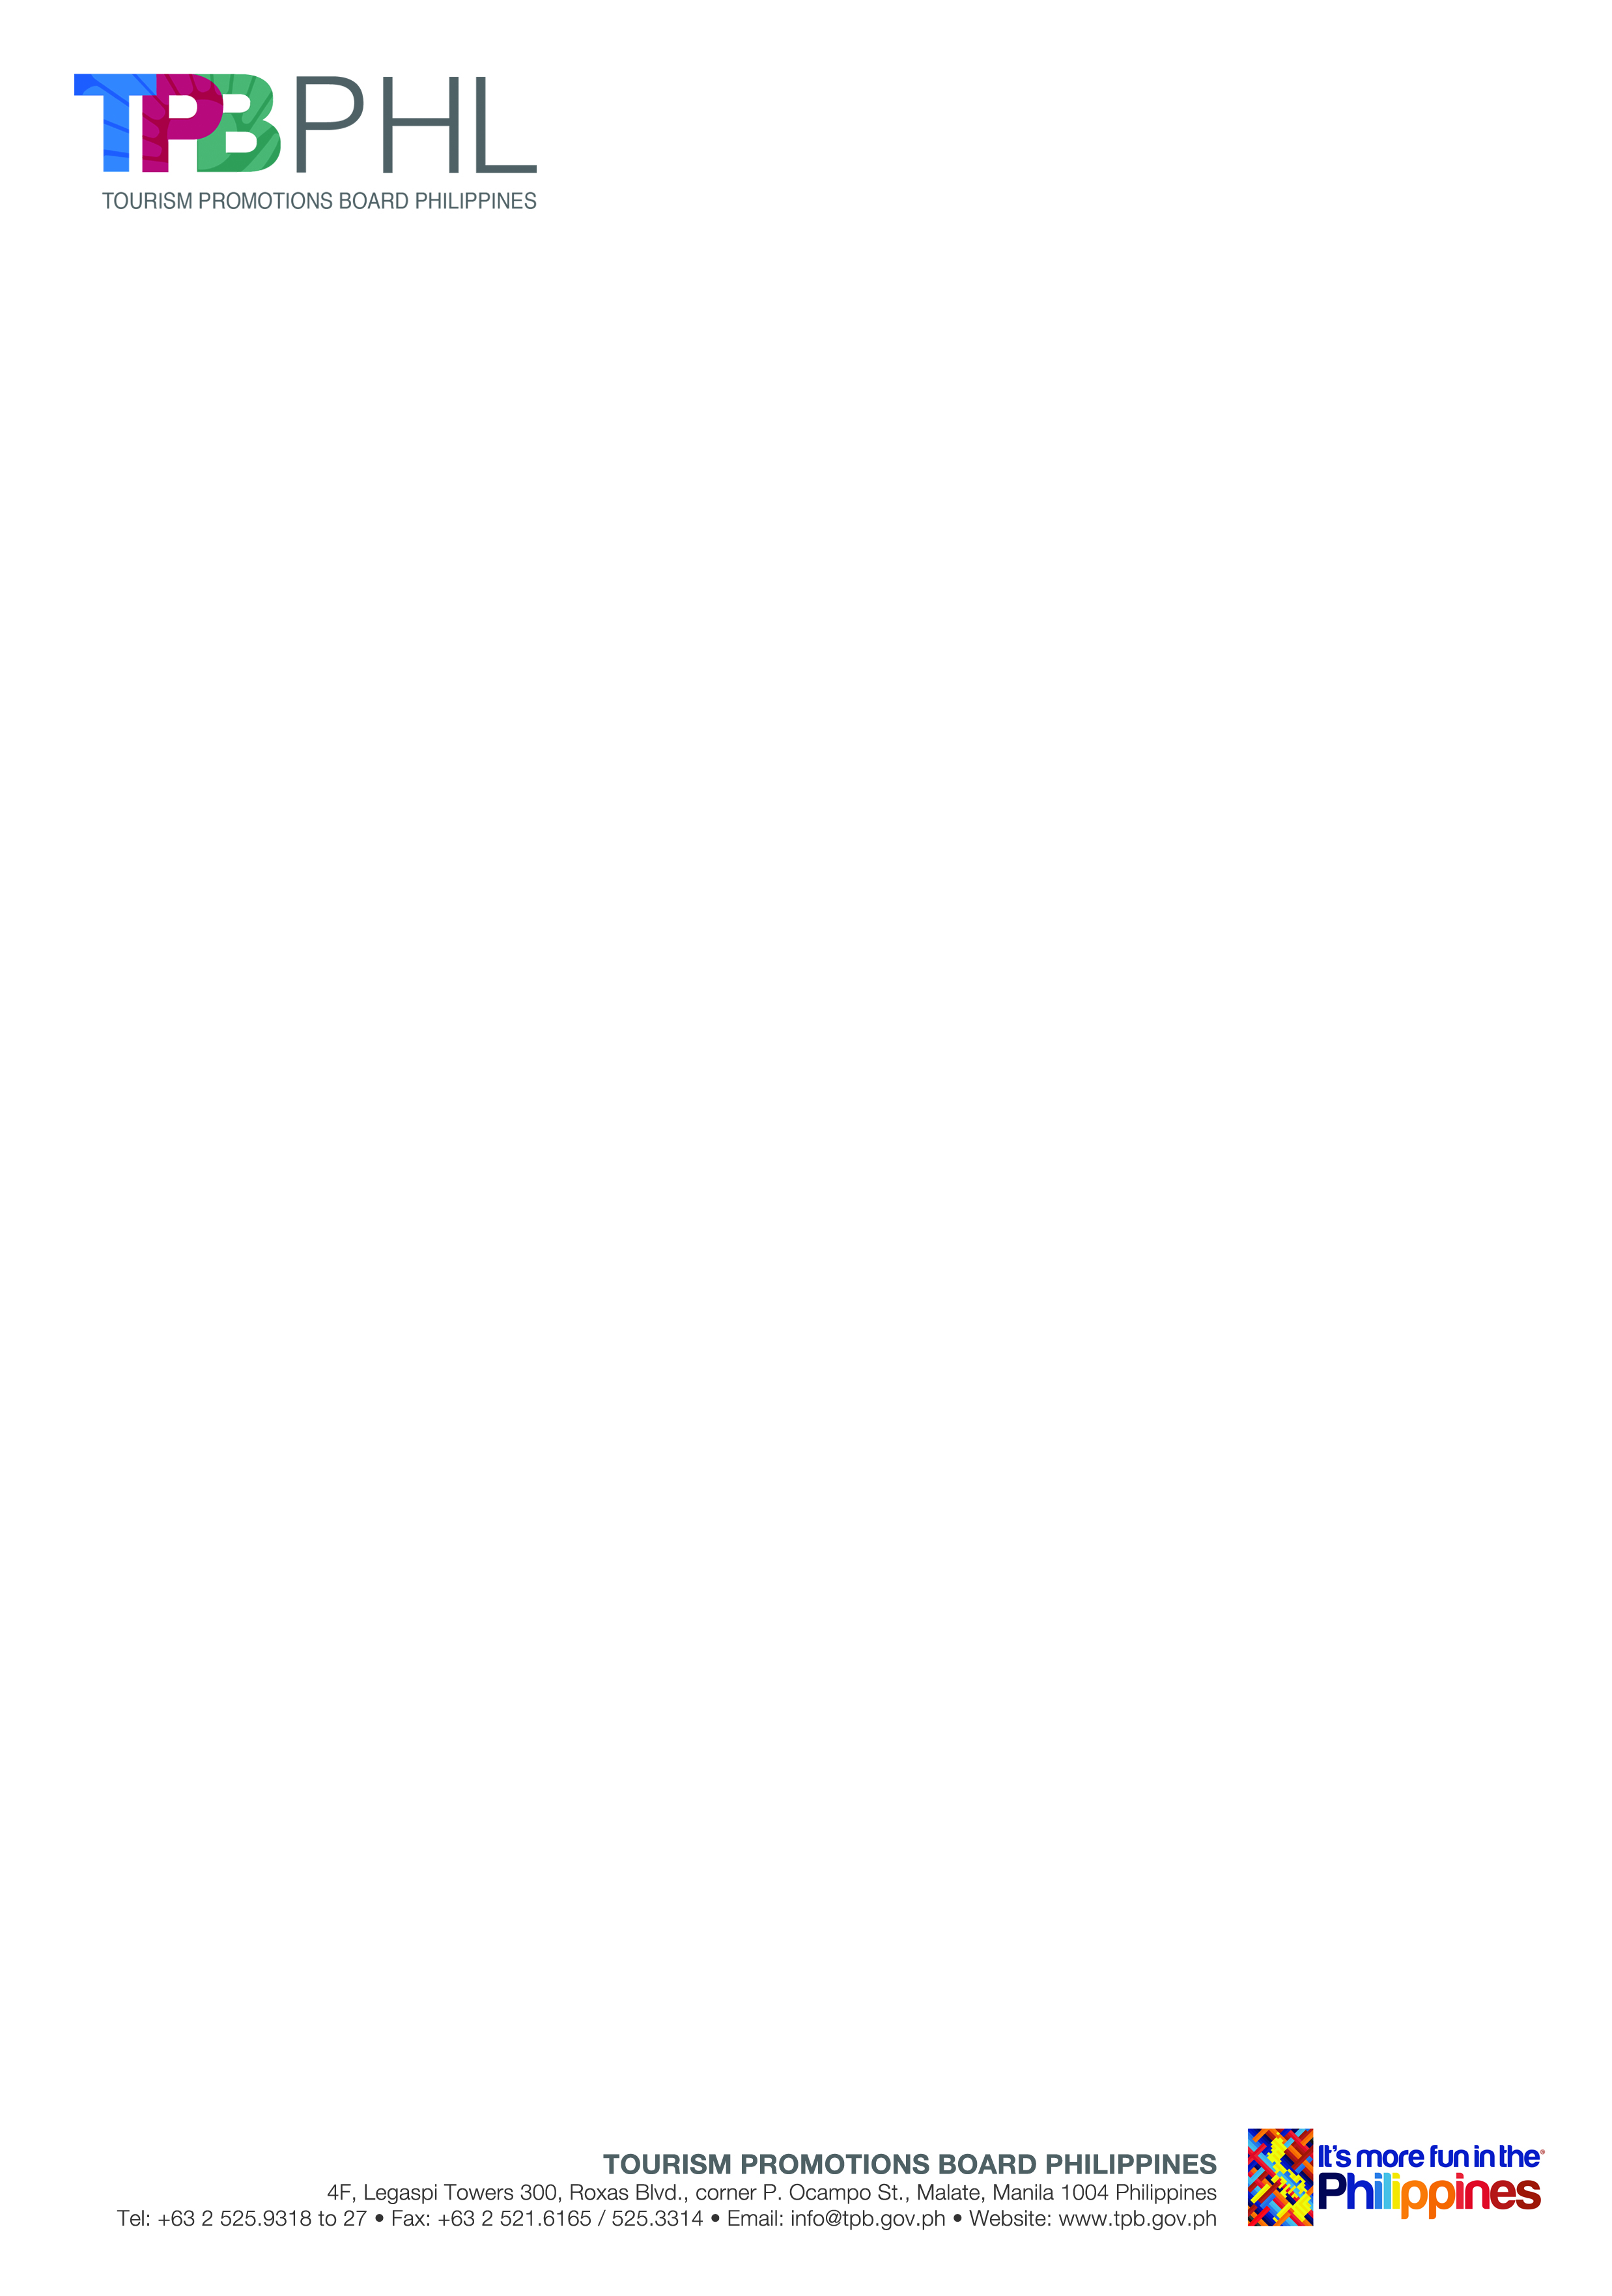 TPBPHL
TOURISM PROMOTIONS BOARD PHILIPPINES
TOURISM PROMOTIONS BOARD PHILIPPINES
4F, Legaspi Towers 300, Roxas Blvd., corner P. Ocampo St., Malate, Manila 1004 Philippines
Tel: +63 2 525.9318 to 27 • Fax: +63 2 521.6165 / 525.3314 • Email: info@tpb.gov.ph • Website: www.tpb.gov.ph
It's more fun in the®
Philippines